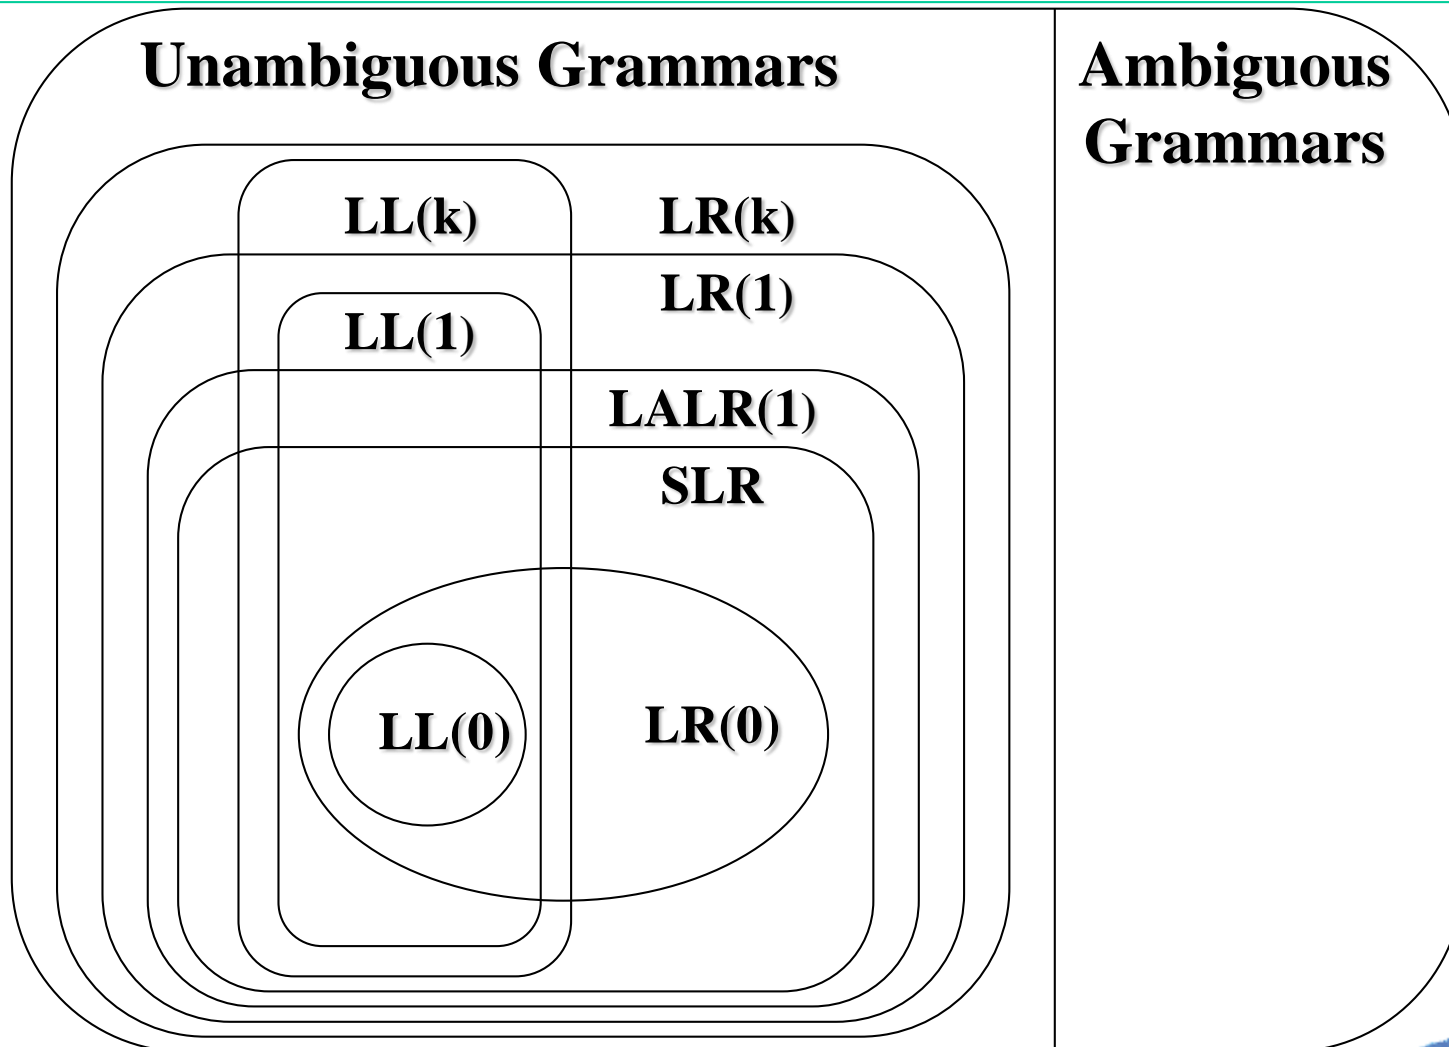 Unambiguous Grammars
Ambiguous
Grammars
LL(k)
LR(k)
LR(1)
LL(1)
LALR(1)
SLR
LL(0)
LR(0)